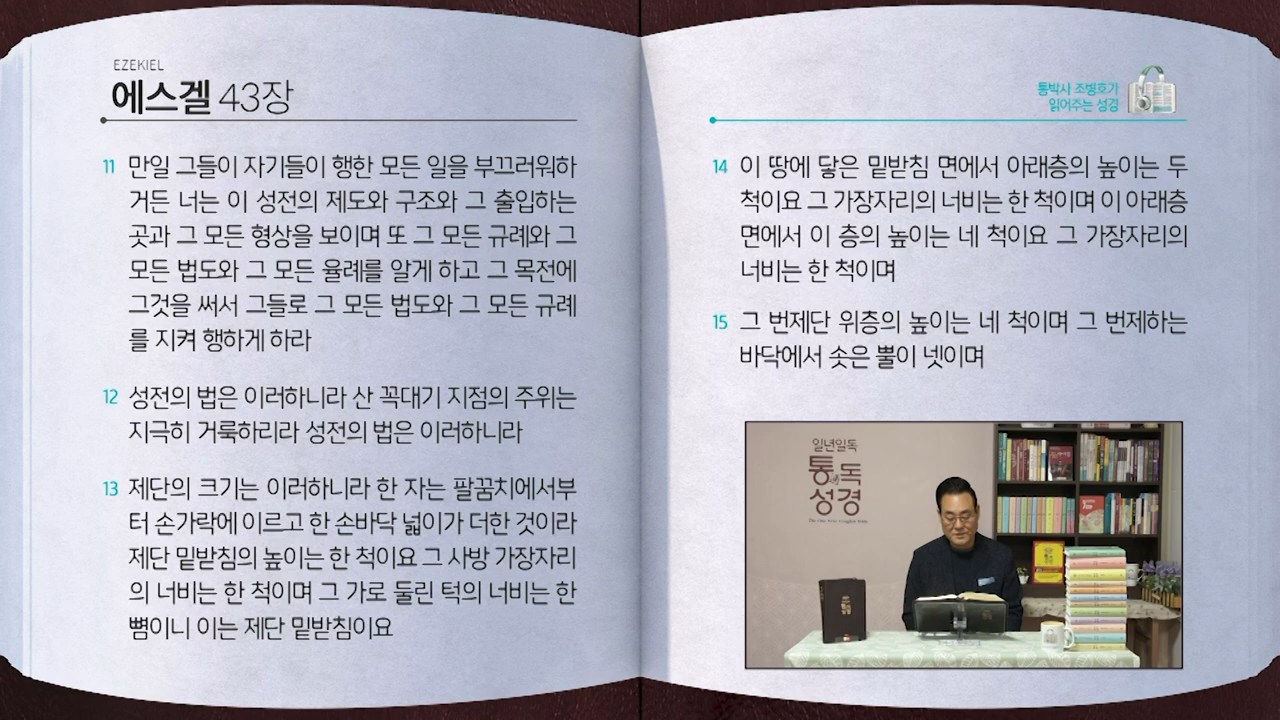 EZEKIEL
에스겔 43장
11 만일 그들이 자기들이 행한 모든 일을 부끄러워하
거든 너는 이 성전의 제도와 구조와 그 출입하는
곳과 그 모든 형상을 보이며 또 그 모든 규례와 그
모든 법도와 그 모든 율례를 알게 하고 그 목전에
그것을 써서 그들로 그 모든 법도와 그 모든 규례
를 지켜 행하게 하라
12 성전의 법은 이러하니라 산 꼭대기 지점의 주위는
지극히 거룩하리라 성전의 법은 이러하니라
13 제단의 크기는 이러하니라 한 자는 팔꿈치에서부
터 손가락에 이르고 한 손바닥 넓이가 더한 것이라
제단 밑받침의 높이는 한 척이요 그 사방 가장자리
의 너비는 한 척이며 그 가로 둘린 턱의 너비는 한
뼘이니 이는 제단 밑받침이요
통박사 조병호가
읽어주는 성경
14 이 땅에 닿은 밑받침 면에서 아래층의 높이는 두
척이요 그 가장자리의 너비는 한 척이며 이 아래층
면에서 이 층의 높이는 네 척이요 그 가장자리의
너비는 한 척이며
15 그 번제단 위층의 높이는 네 척이며 그 번제하는
바닥에서 솟은 뿔이 넷이며
일년일독
통독
성경